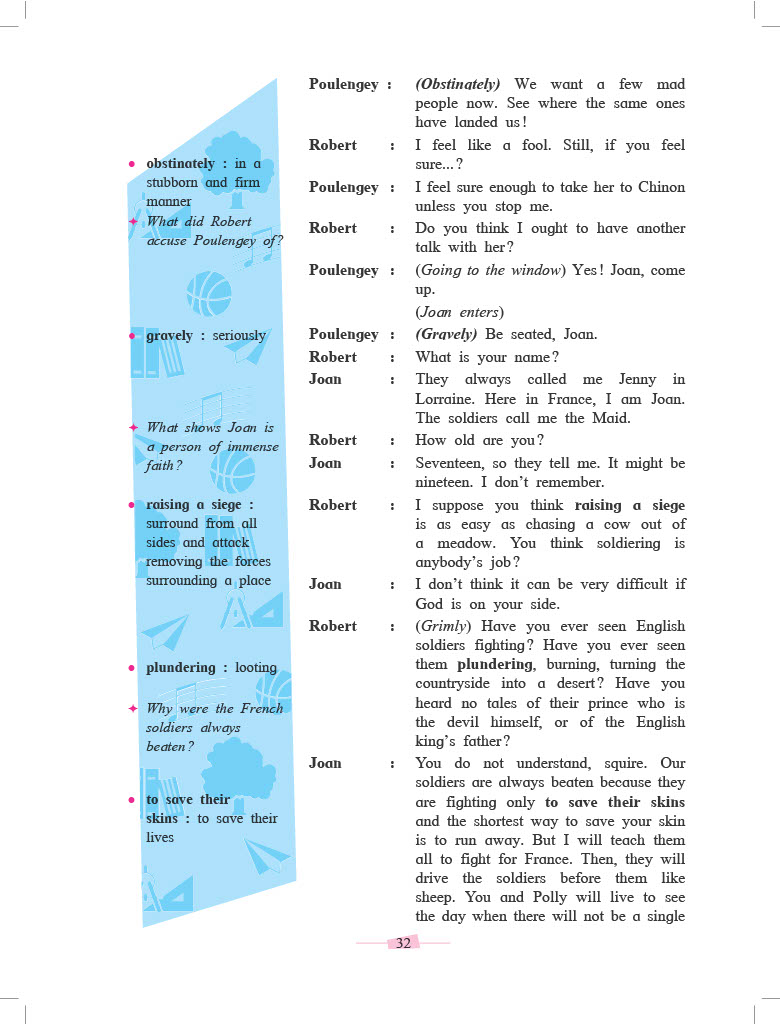 • obstinately : in a
stubborn and firm
manner
✦ What did Robert
accuse Poulengey of?
• gravely : seriously
✦ What shows Joan is
a person of immense
faith?
• raising a siege :
surround from all
sides and attack
removing the forces
surrounding a place
• plundering : looting
✦ Why were the French
soldiers always
beaten?
• to save their
skins : to save their
lives
Poulengey : (Obstinately) We want a few mad
people now. See where the same ones
have landed us!
Robert : I feel like a fool. Still, if you feel
sure...?
Poulengey : I feel sure enough to take her to Chinon
unless you stop me.
Robert : Do you think I ought to have another
talk with her?
Poulengey : (Going to the window) Yes! Joan, come
up.
(Joan enters)
Poulengey : (Gravely) Be seated, Joan.
Robert : What is your name?
Joan : They always called me Jenny in
Lorraine. Here in France, I am Joan.
The soldiers call me the Maid.
Robert : How old are you?
Joan : Seventeen, so they tell me. It might be
nineteen. I don't remember.
Robert : I suppose you think raising a siege
is as easy as chasing a cow out of
a meadow. You think soldiering is
anybody's job?
Joan : I don't think it can be very difficult if
God is on your side.
Robert : (Grimly) Have you ever seen English
soldiers fighting? Have you ever seen
them plundering, burning, turning the
countryside into a desert? Have you
heard no tales of their prince who is
the devil himself, or of the English
king's father?
Joan : You do not understand, squire. Our
soldiers are always beaten because they
are fighting only to save their skins
and the shortest way to save your skin
is to run away. But I will teach them
all to fight for France. Then, they will
drive the soldiers before them like
sheep. You and Polly will live to see
the day when there will not be a single
32